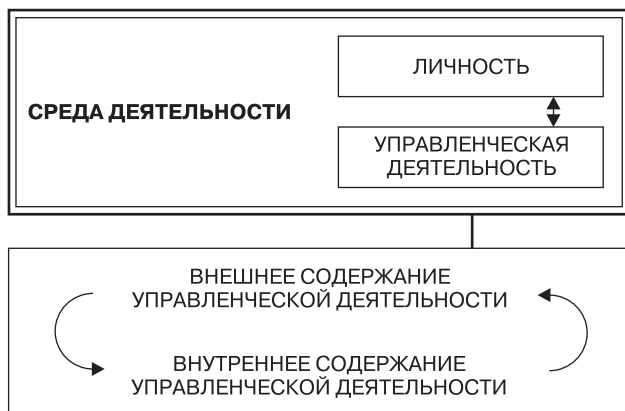 ЛИЧНОСТЬ
СРЕДА ДЕЯТЕЛЬНОСТИ
УПРАВЛЕНЧЕСКАЯ
ДЕЯТЕЛЬНОСТЬ
ВНЕШНЕЕ СОДЕРЖАНИЕ
УПРАВЛЕНЧЕСКОЙ ДЕЯТЕЛЬНОСТИ
ВНУТРЕННЕЕ СОДЕРЖАНИЕ
УПРАВЛЕНЧЕСКОЙ ДЕЯТЕЛЬНОСТИ